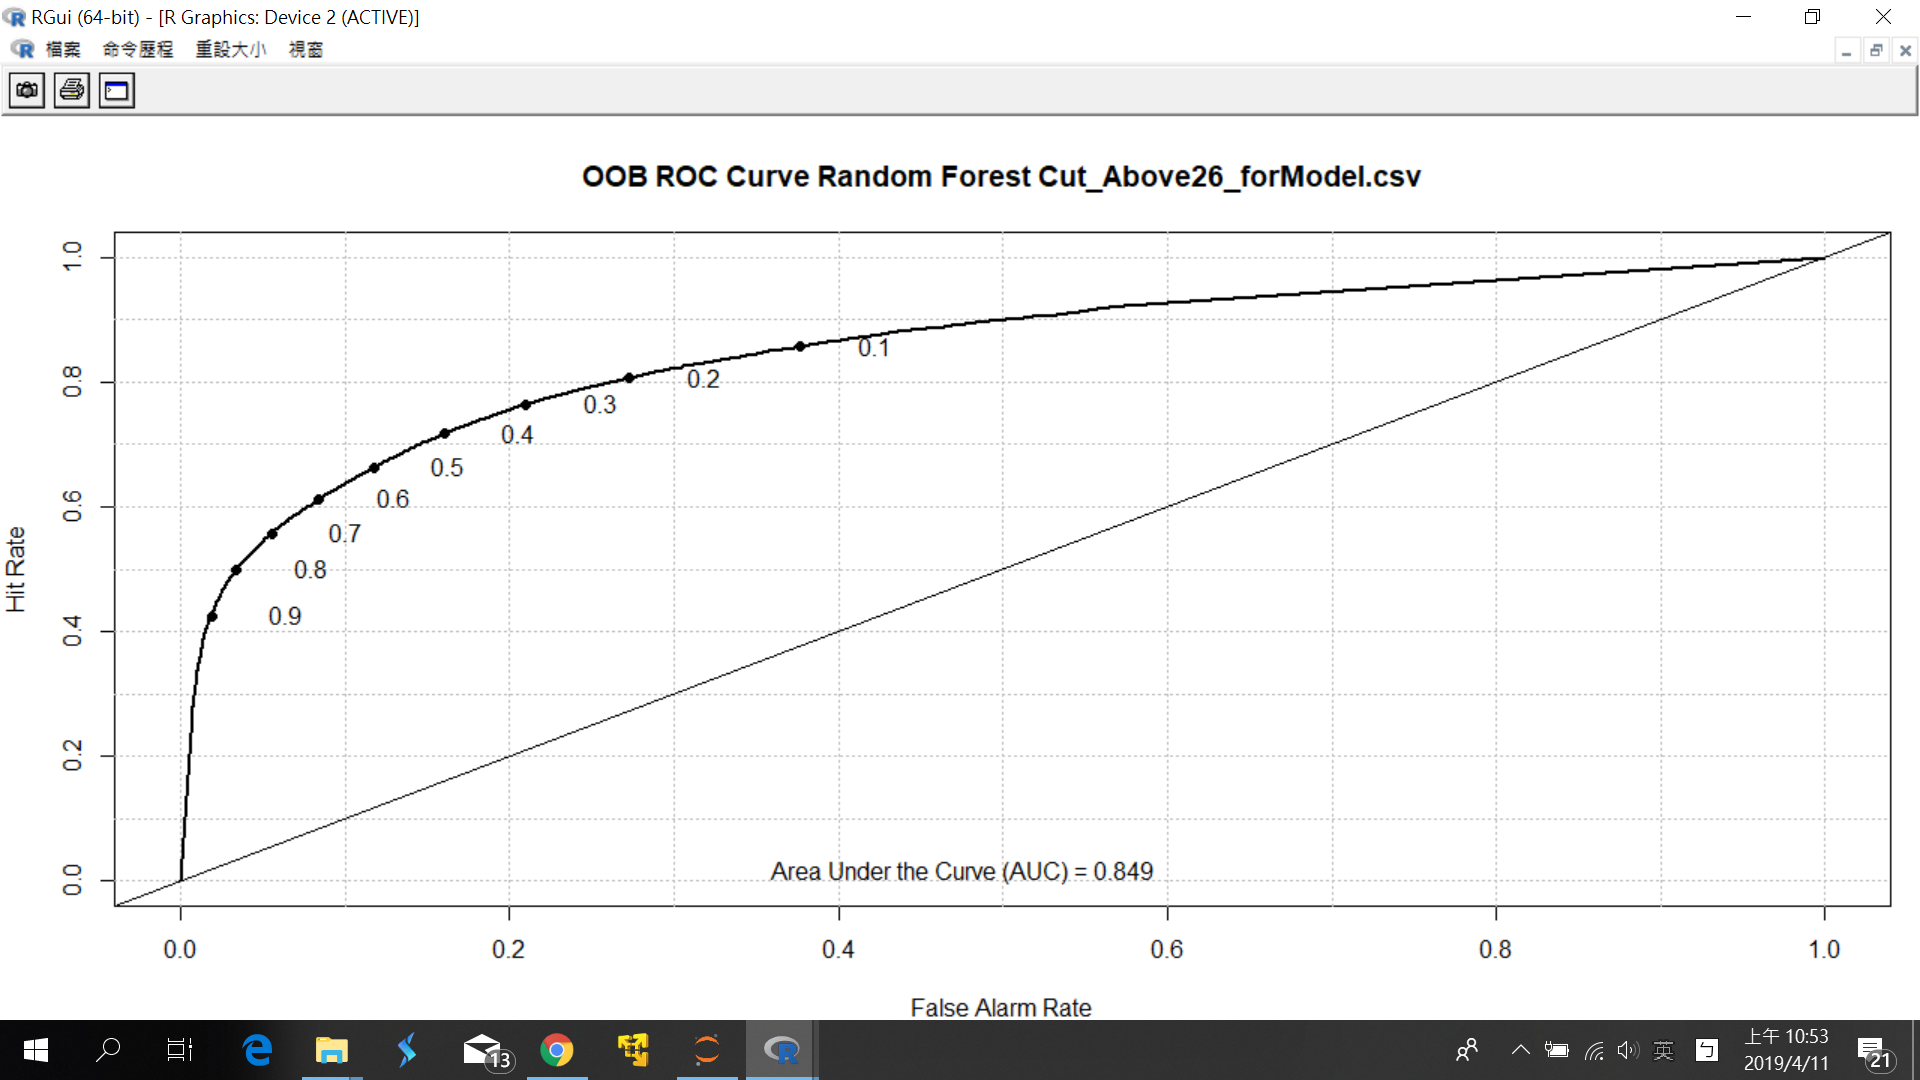 RGui (64-bit) - [R Graphics: Device 2 (ACTIVE)]
檔案 命令歷程 重設大小 視窗
OOB ROC Curve Random Forest Cut_Above26_forModel.csv
1.0
0.8
0.6
0.4
0.2
0.0
Hit Rate
0.1
0.2
0.3
0.4
0.5
0.6
0.7
0.8
0.9
Area Under the Curve (AUC) = 0.849
0.0 0.2 0.4 0.6 0.8 1.0
False Alarm Rate
13
英
ㄅ
上午 10:53
2019/4/11
21